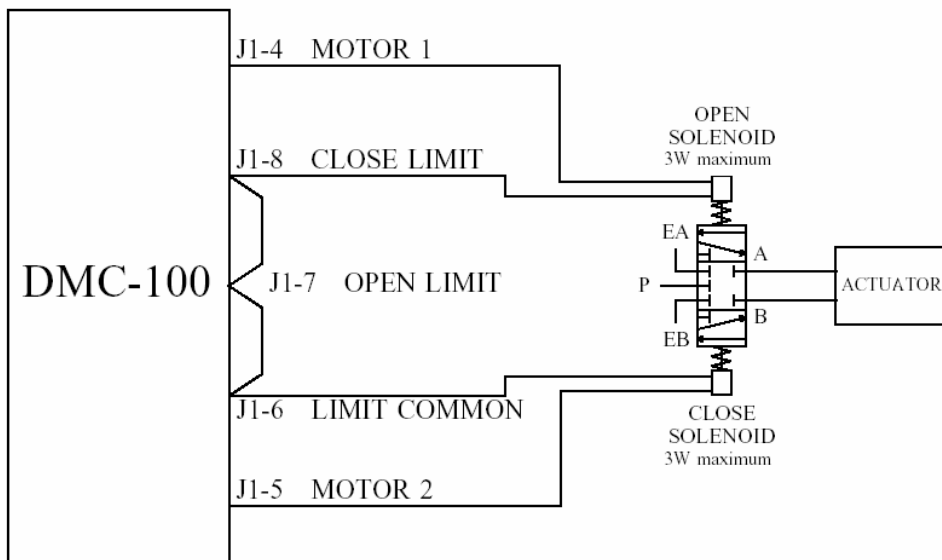 J1-4 MOTOR 1
OPEN
SOLENOID
3W maximum
J1-8 CLOSE LIMIT
EA
A
DMC-100
J1-7 OPEN LIMIT
P
ACTUATOR
B
EB
J1-6 LIMIT COMMON
CLOSE
SOLENOID
3W maximum
J1-5 MOTOR 2